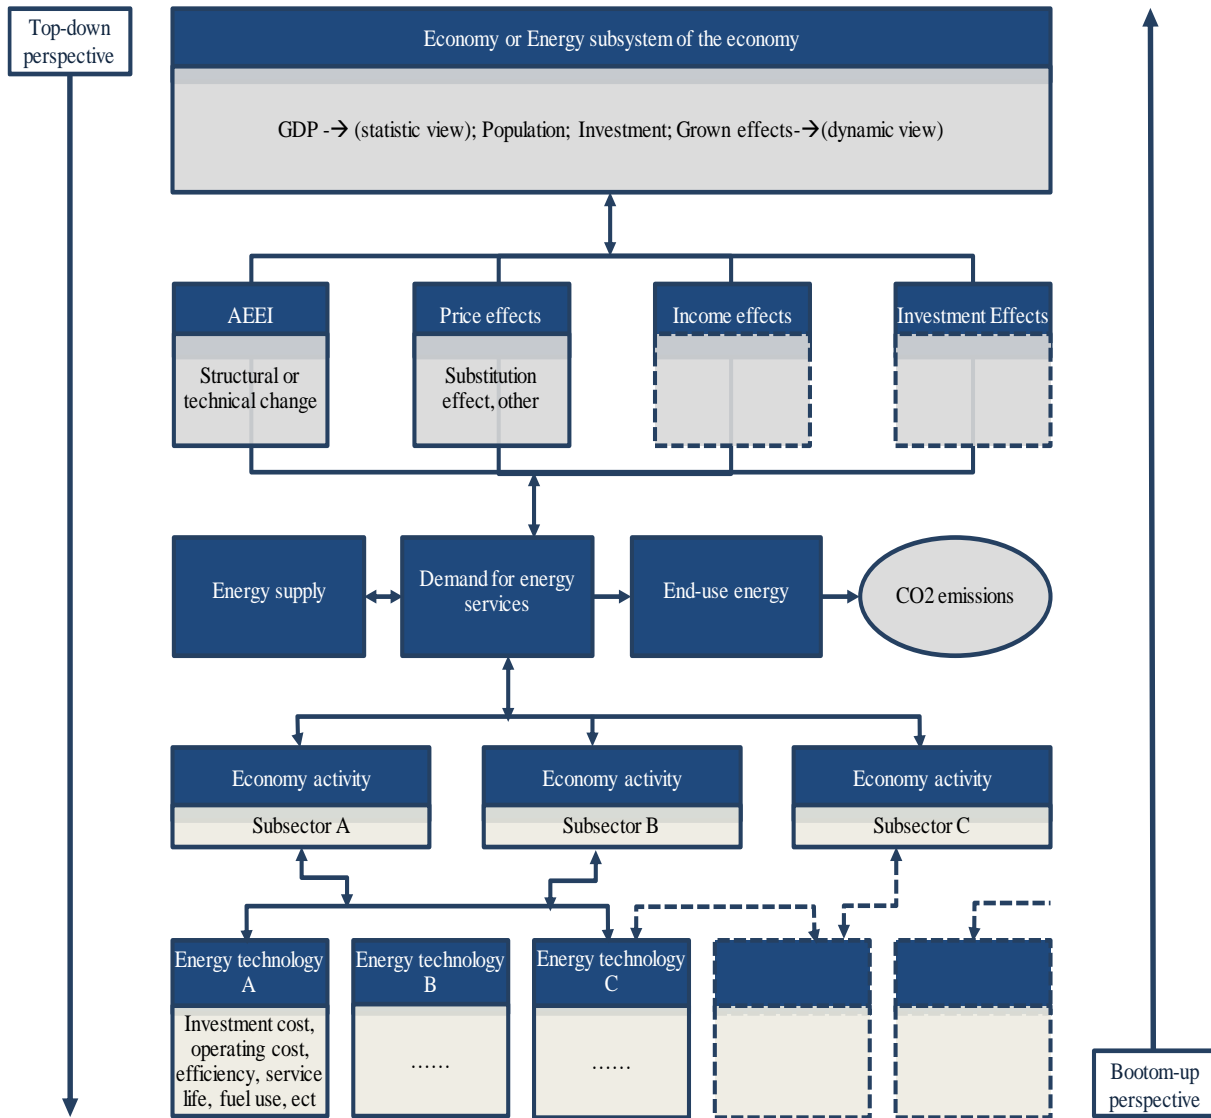 Top-down
perspective
Economy or Energy subsystem of the economy
GDP -→ (statistic view); Population; Investment; Grown effects-→(dynamic view)
AEEI
Structural or
technical change
Price effects
Substitution
effect, other
Income effects
Investment Effects
Energy supply
Demand for energy
services
End-use energy
CO2 emissions
Economy activity
Subsector A
Economy activity
Subsector B
Economy activity
Subsector C
Energy technology
A
Investment cost,
operating cost,
efficiency, service
life, fuel use, ect
Energy technology
B
……
Energy technology
C
……
Bootom-up
perspective